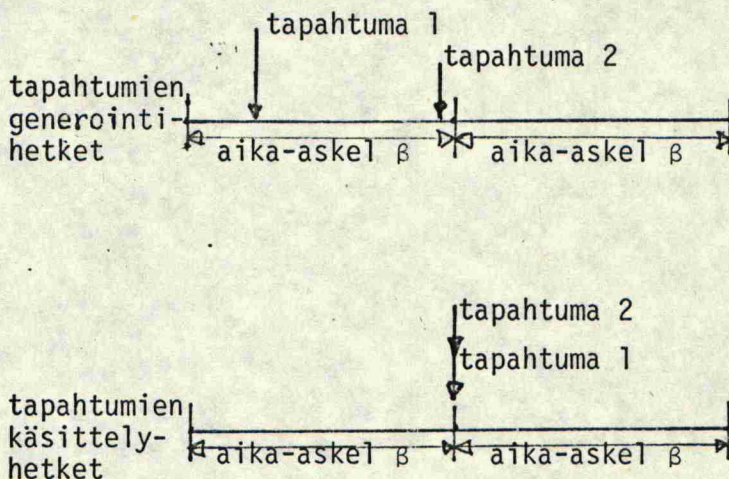 tapahtuma 1
tapahtuma 2
tapahtumien
generointi-
hetket
aika-askel β
aika-askel β
tapahtuma 2
tapahtuma 1
tapahtumien
käsittely-
hetket
aika-askel β
aika-askel β